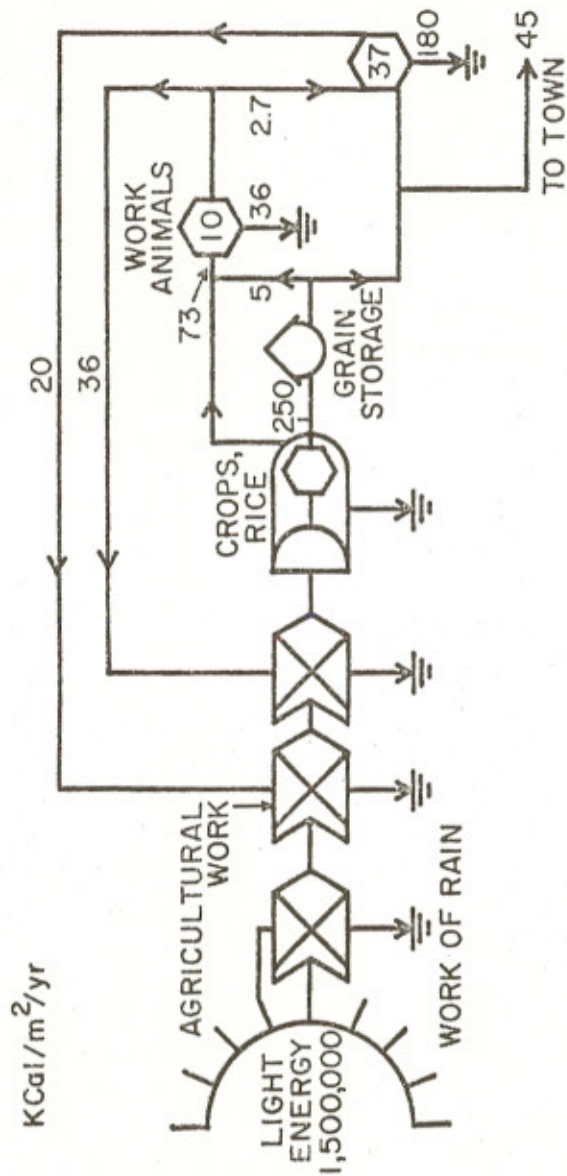 KCal/m²/yr
20
36
AGRICULTURAL
WORK
CROPS,
RICE
250
73
WORK
ANIMALS
10
36
5
2.7
37
180
GRAIN
STORAGE
LIGHT
ENERGY
1,500,000
WORK OF RAIN
TO TOWN
45